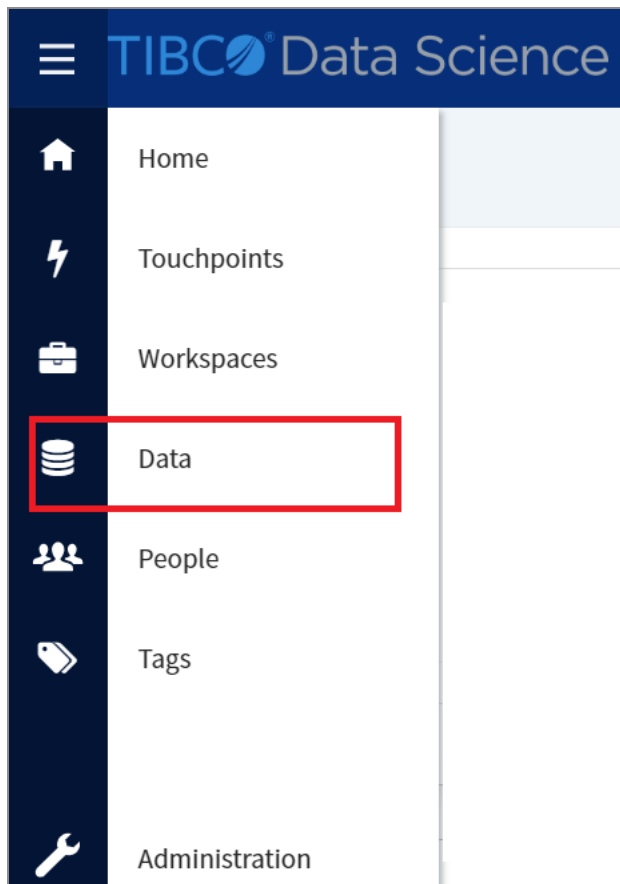 TIBCO® Data Science
Home
Touchpoints
Workspaces
Data
People
Tags
Administration